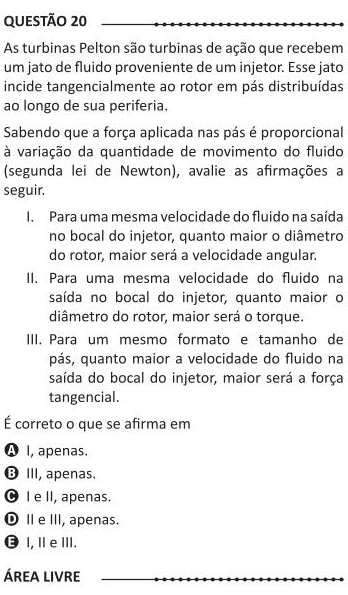 QUESTÃO 20
As turbinas Pelton são turbinas de ação que recebem
um jato de fluido proveniente de um injetor. Esse jato
incide tangencialmente ao rotor em pás distribuídas
ao longo de sua periferia.
Sabendo que a força aplicada nas pás é proporcional
à variação da quantidade de movimento do fluido
(segunda lei de Newton), avalie as afirmações a
seguir.
I. Para uma mesma velocidade do fluido na saída
no bocal do injetor, quanto maior o diâmetro
do rotor, maior será a velocidade angular.
II. Para uma mesma velocidade do fluido na
saída no bocal do injetor, quanto maior o
diâmetro do rotor, maior será o torque.
III. Para um mesmo formato e tamanho de
pás, quanto maior a velocidade do fluido na
saída do bocal do injetor, maior será a força
tangencial.
É correto o que se afirma em
A I, apenas.
B III, apenas.
C I e II, apenas.
D II e III, apenas.
E I, II e III.
ÁREA LIVRE